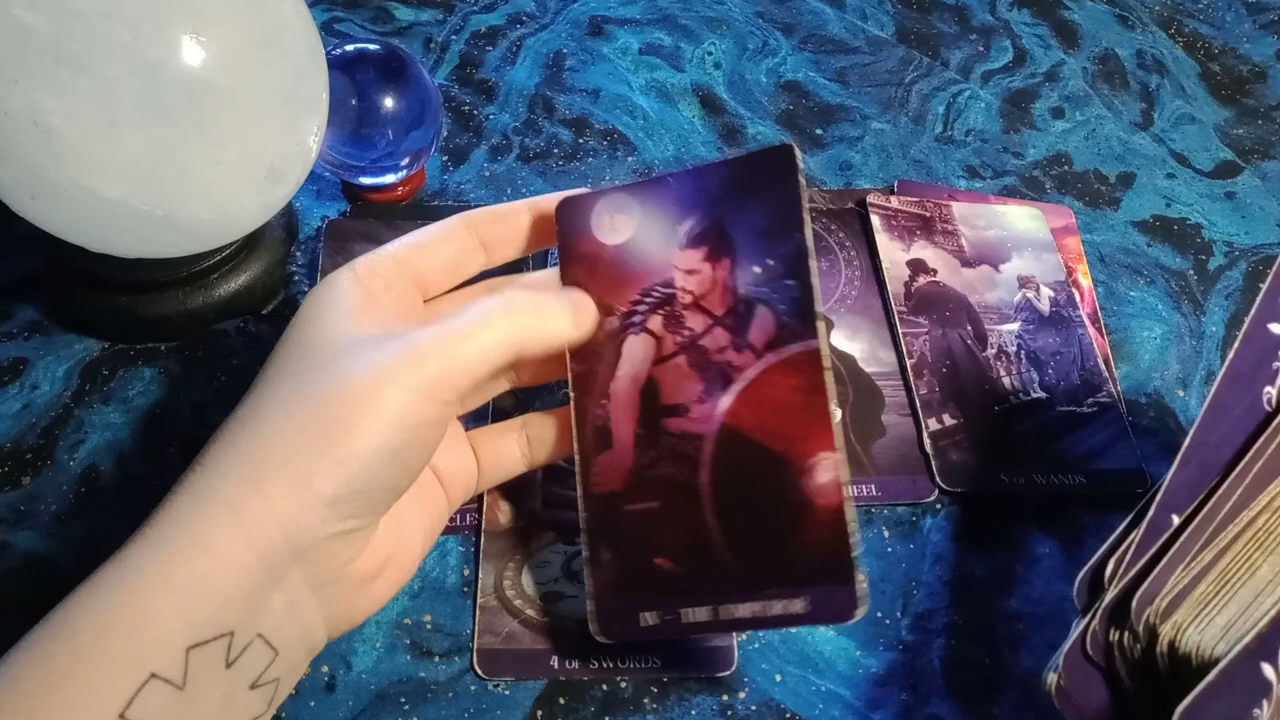 HEEL
5 OF WANDS
CLES
IV - THE EMPEROR
4 OF SWORDS